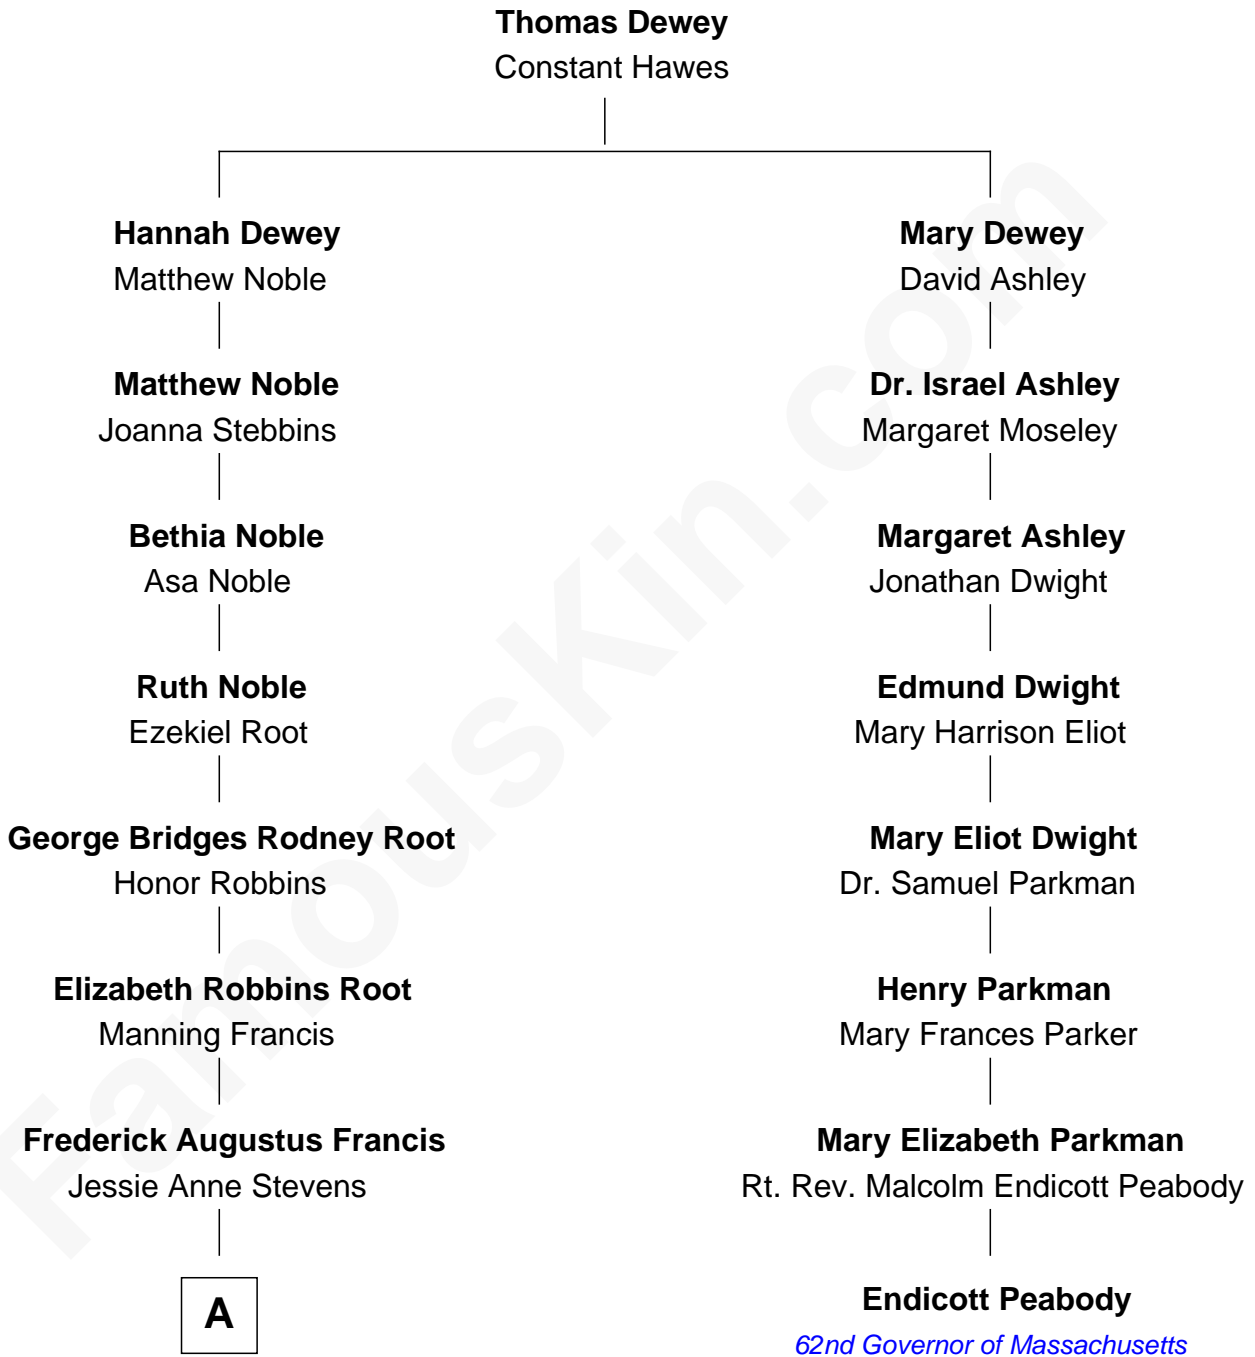 Thomas Dewey
Constant Hawes
Hannah Dewey
Matthew Noble
Mary Dewey
David Ashley
Matthew Noble
Joanna Stebbins
Dr. Israel Ashley
Margaret Moseley
Bethia Noble
Asa Noble
Margaret Ashley
Jonathan Dwight
Ruth Noble
Ezekiel Root
Edmund Dwight
Mary Harrison Eliot
George Bridges Rodney Root
Honor Robbins
Mary Eliot Dwight
Dr. Samuel Parkman
Elizabeth Robbins Root
Manning Francis
Henry Parkman
Mary Frances Parker
Frederick Augustus Francis
Jessie Anne Stevens
Mary Elizabeth Parkman
Rt. Rev. Malcolm Endicott Peabody
A
Endicott Peabody
62nd Governor of Massachusetts
FamousKin.com